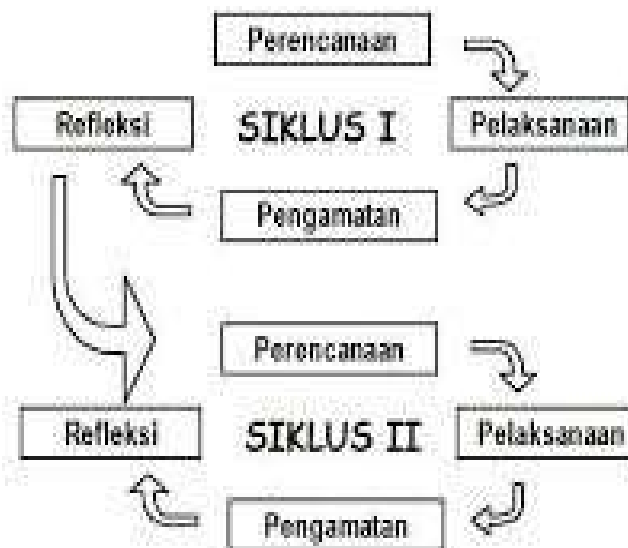 Perencanaan
Refleksi
SIKLUS I
Pelaksanaan
Pengamatan
Perencanaan
Refleksi
SIKLUS II
Pelaksanaan
Pengamatan